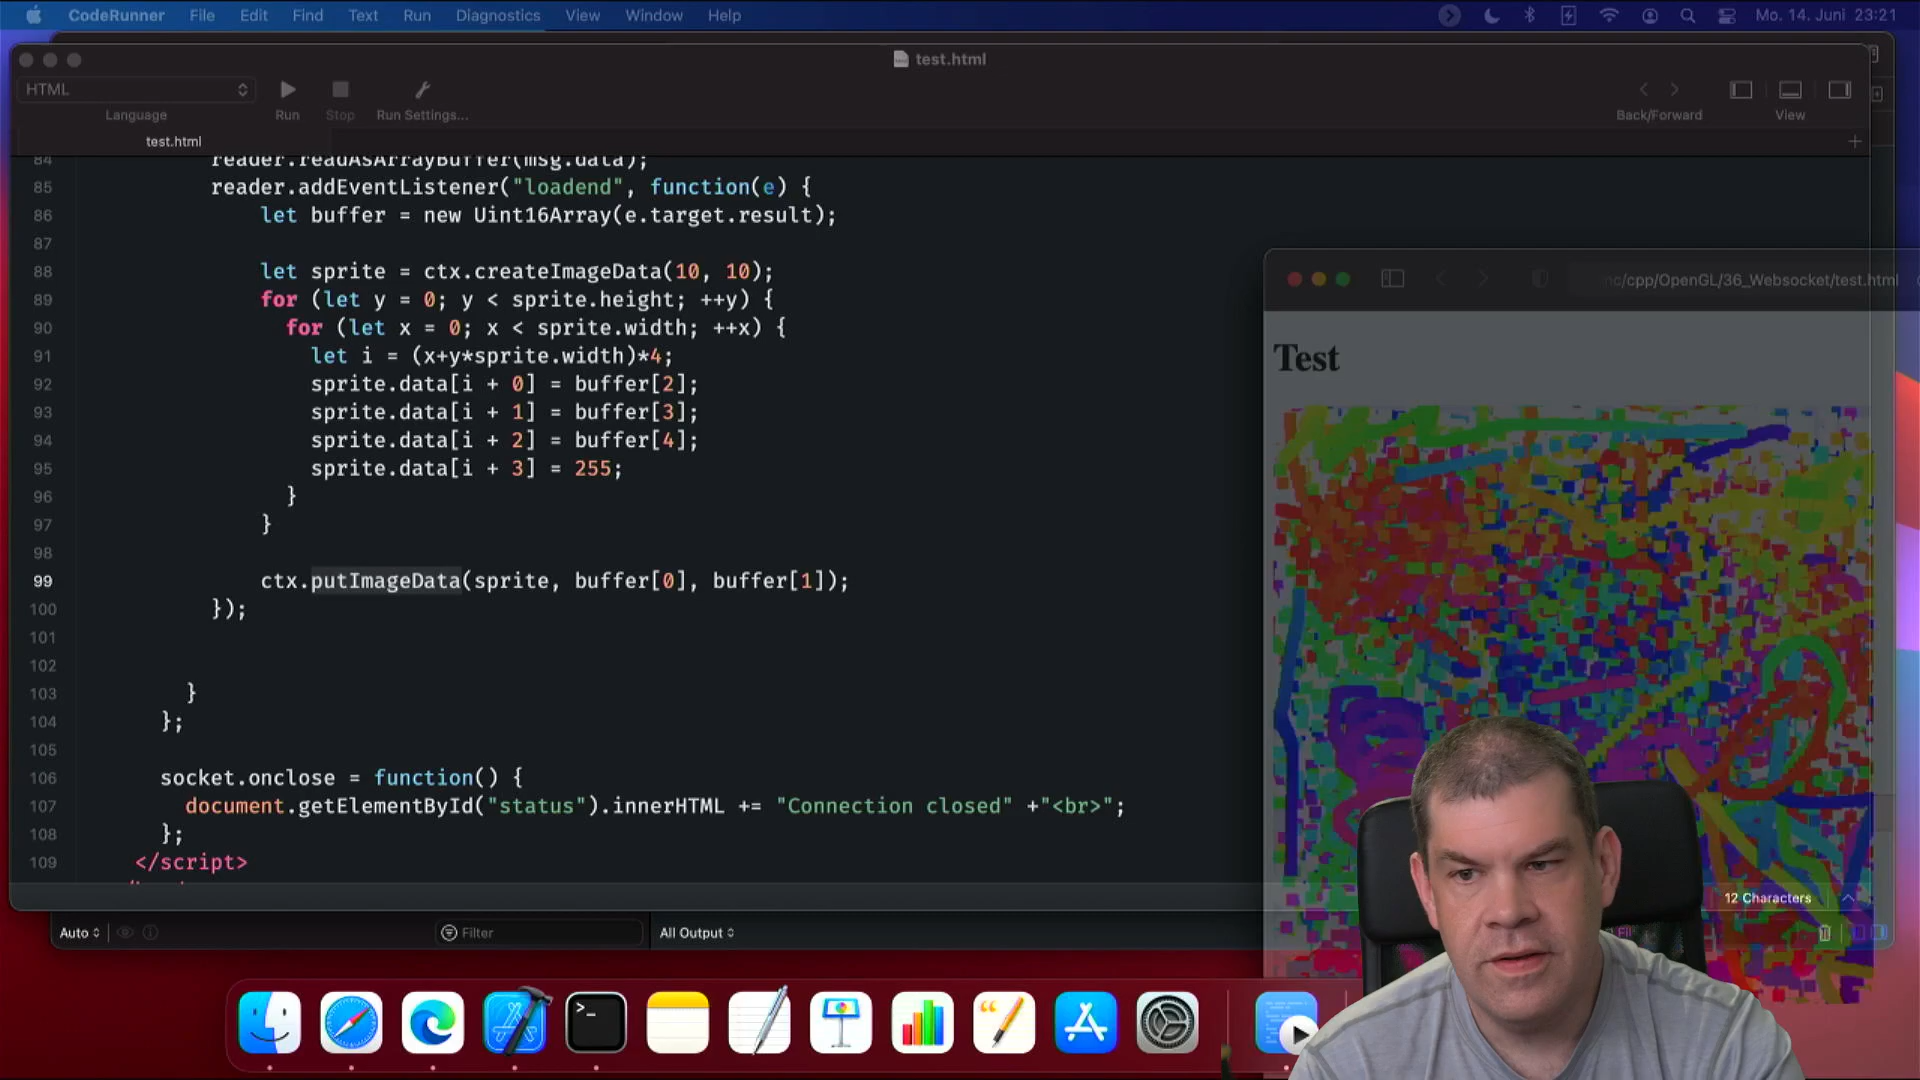 CodeRunner File Edit Find Text Run Diagnostics View Window Help Mo. 14. Juni 23:21
test.html
HTML
Language Run Stop Run Settings... Back/Forward View
test.html
84 reader.readAsArrayBuffer(msg.data);
85 reader.addEventListener("loadend", function(e) {
86 let buffer = new Uint16Array(e.target.result);
87
88 let sprite = ctx.createImageData(10, 10);
89 for (let y = 0; y < sprite.height; ++y) {
90 for (let x = 0; x < sprite.width; ++x) {
91 let i = (x+y*sprite.width)*4;
92 sprite.data[i + 0] = buffer[2];
93 sprite.data[i + 1] = buffer[3];
94 sprite.data[i + 2] = buffer[4];
95 sprite.data[i + 3] = 255;
96 }
97 }
98
99 ctx.putImageData(sprite, buffer[0], buffer[1]);
100 });
101
102
103 }
104 };
105
106 socket.onclose = function() {
107 document.getElementById("status").innerHTML += "Connection closed" +"<br>";
108 };
109 </script>
/cpp/OpenGL/36_Websocket/test.html
Test
12 Characters
Auto Filter All Output